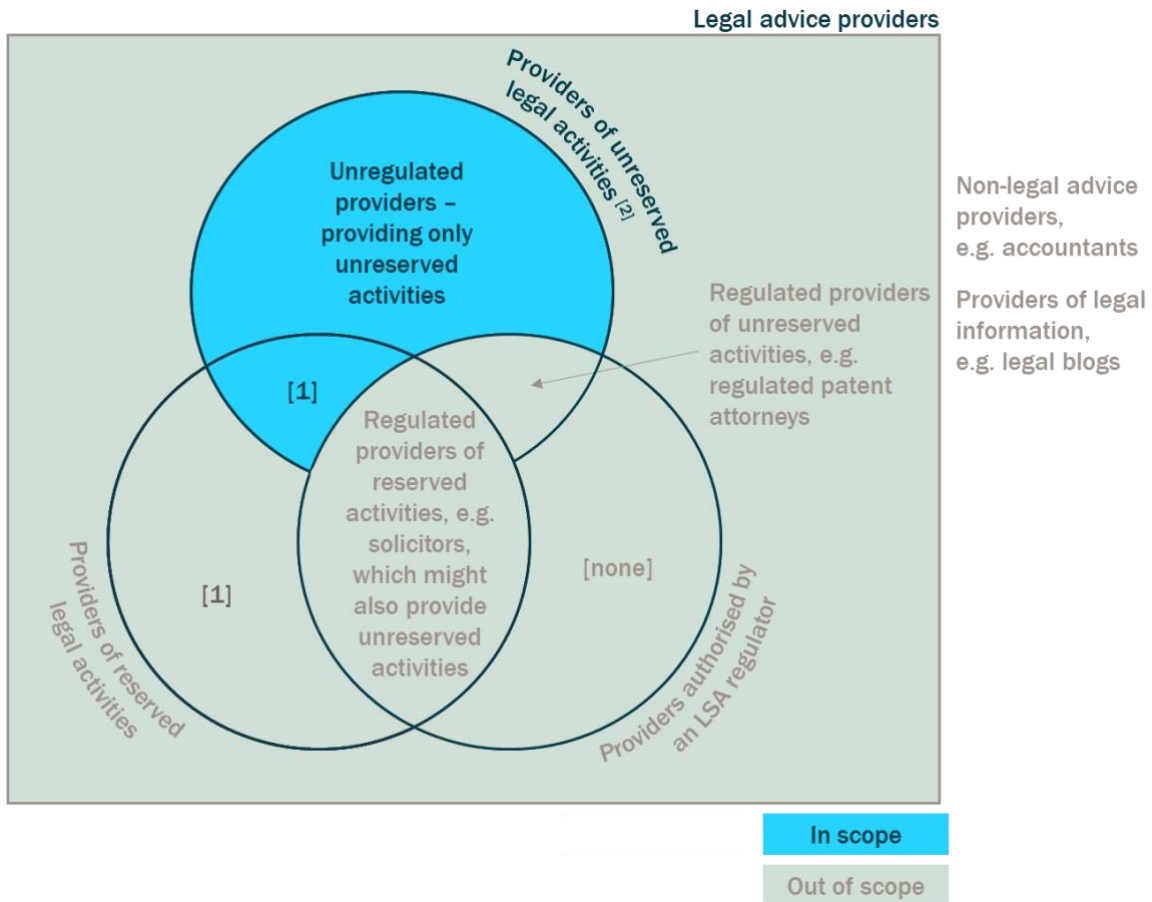 Legal advice providers
Providers of unreserved
legal activities [2]
Unregulated
providers –
providing only
unreserved
activities
Non-legal advice
providers,
e.g. accountants
Providers of legal
information,
e.g. legal blogs
Regulated providers
of unreserved
activities, e.g.
regulated patent
attorneys
[1]
Regulated
providers of
reserved
activities, e.g.
solicitors,
which might
also provide
unreserved
activities
[1]
[none]
Providers of reserved
legal activities
Providers authorised by
an LSA regulator
In scope
Out of scope